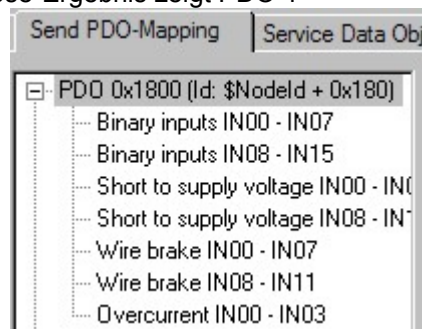 Send PDO-Mapping Service Data Obj
PDO 0x1800 (Id: $NodeId + 0x180)
Binary inputs IN00 - IN07
Binary inputs IN08 - IN15
Short to supply voltage IN00 -
Short to supply voltage IN08 -
Wire brake IN00 - IN07
Wire brake IN08 - IN11
Overcurrent IN00 - IN03